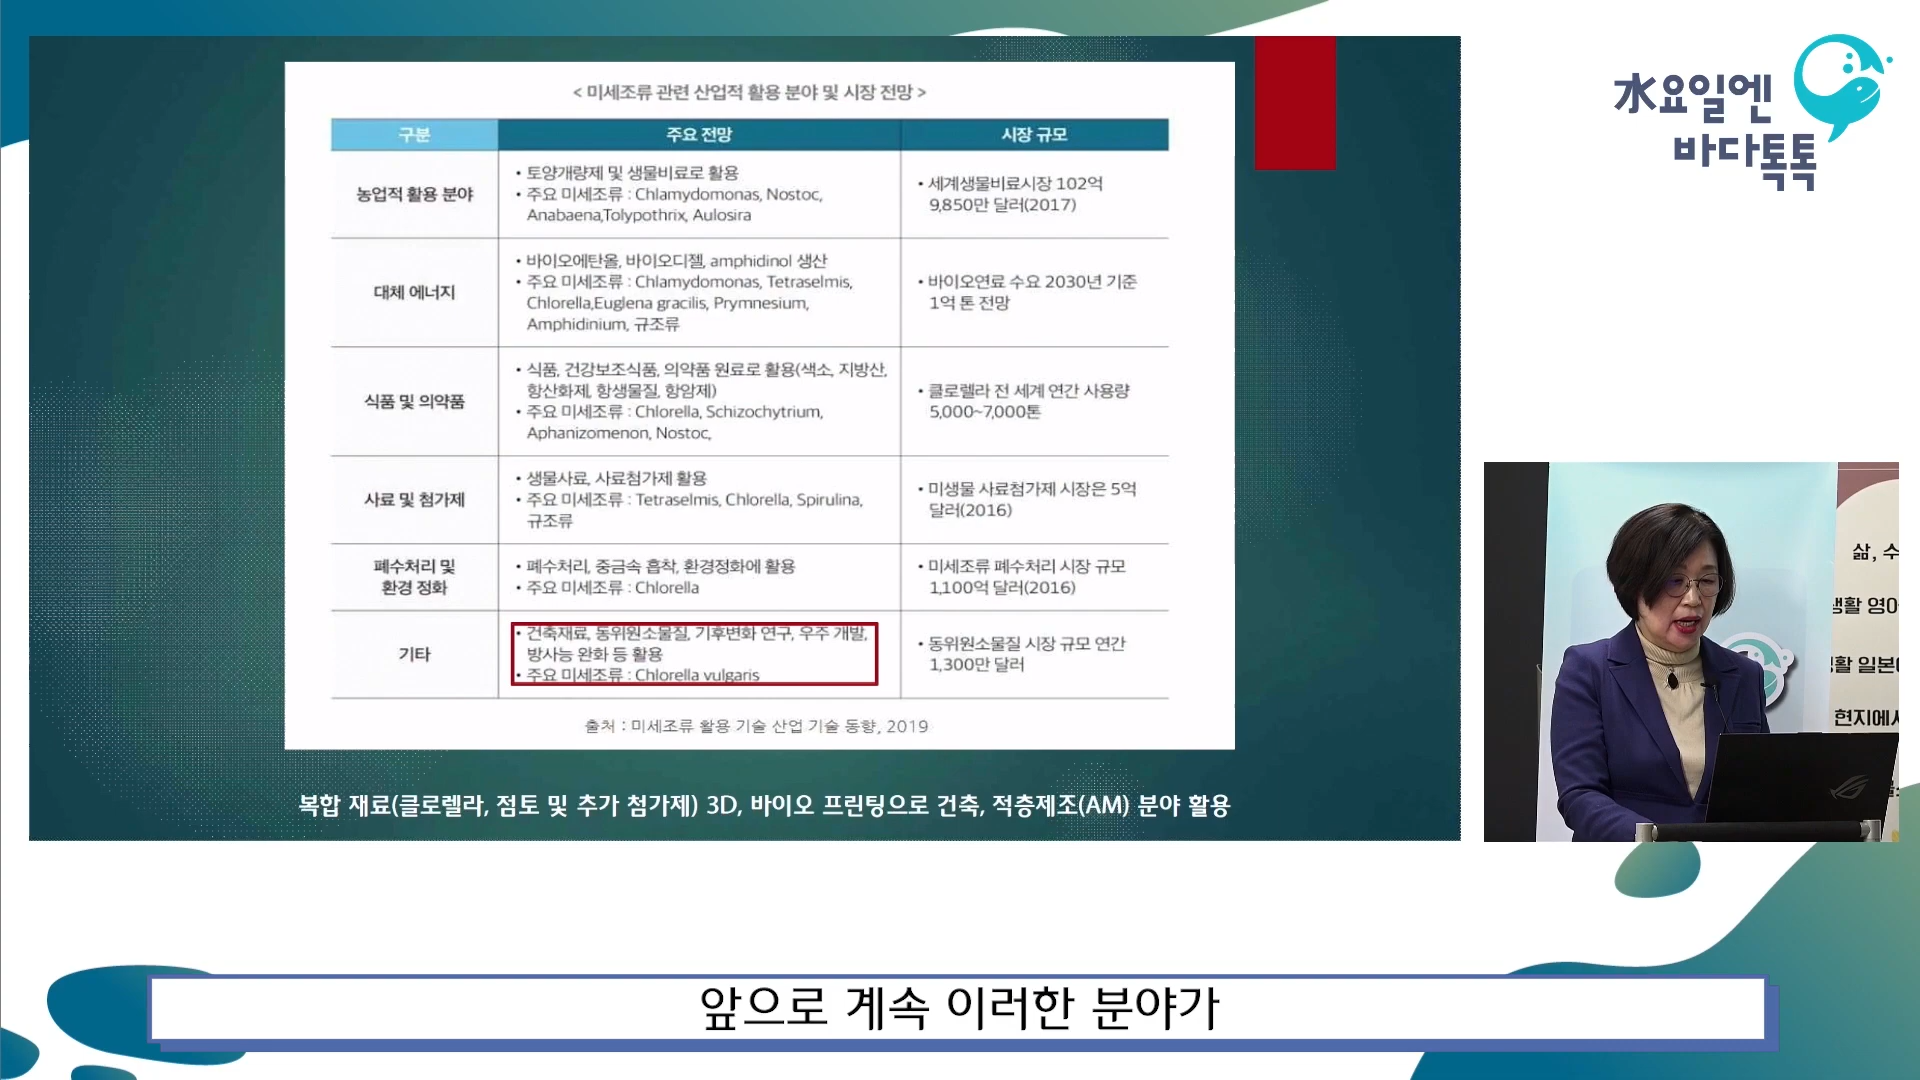 水요일엔
바다톡톡
< 미세조류 관련 산업적 활용 분야 및 시장 전망 >
구분 주요 전망 시장 규모
농업적 활용 분야
• 토양개량제 및 생물비료로 활용
• 주요 미세조류 : Chlamydomonas, Nostoc,
Anabaena,Tolypothrix, Aulosira
• 세계생물비료시장 102억
9,850만 달러(2017)
대체 에너지
• 바이오에탄올, 바이오디젤, amphidinol 생산
• 주요 미세조류 : Chlamydomonas, Tetraselmis,
Chlorella,Euglena gracilis, Prymnesium,
Amphidinium, 규조류
• 바이오연료 수요 2030년 기준
1억 톤 전망
식품 및 의약품
• 식품, 건강보조식품, 의약품 원료로 활용(색소, 지방산,
항산화제, 항생물질, 항암제)
• 주요 미세조류 : Chlorella, Schizochytrium,
Aphanizomenon, Nostoc,
• 클로렐라 전 세계 연간 사용량
5,000~7,000톤
사료 및 첨가제
• 생물사료, 사료첨가제 활용
• 주요 미세조류 : Tetraselmis, Chlorella, Spirulina,
규조류
• 미생물 사료첨가제 시장은 5억
달러(2016)
폐수처리 및
환경 정화
• 폐수처리, 중금속 흡착, 환경정화에 활용
• 주요 미세조류 : Chlorella
• 미세조류 폐수처리 시장 규모
1,100억 달러(2016)
기타
• 건축재료, 동위원소물질, 기후변화 연구, 우주 개발,
방사능 완화 등 활용
• 주요 미세조류 : Chlorella vulgaris
• 동위원소물질 시장 규모 연간
1,300만 달러
출처 : 미세조류 활용 기술 산업 기술 동향, 2019
복합 재료(클로렐라, 점토 및 추가 첨가제) 3D, 바이오 프린팅으로 건축, 적층제조(AM) 분야 활용
삶, 수
생활 영어
활 일본어
현지에서
앞으로 계속 이러한 분야가